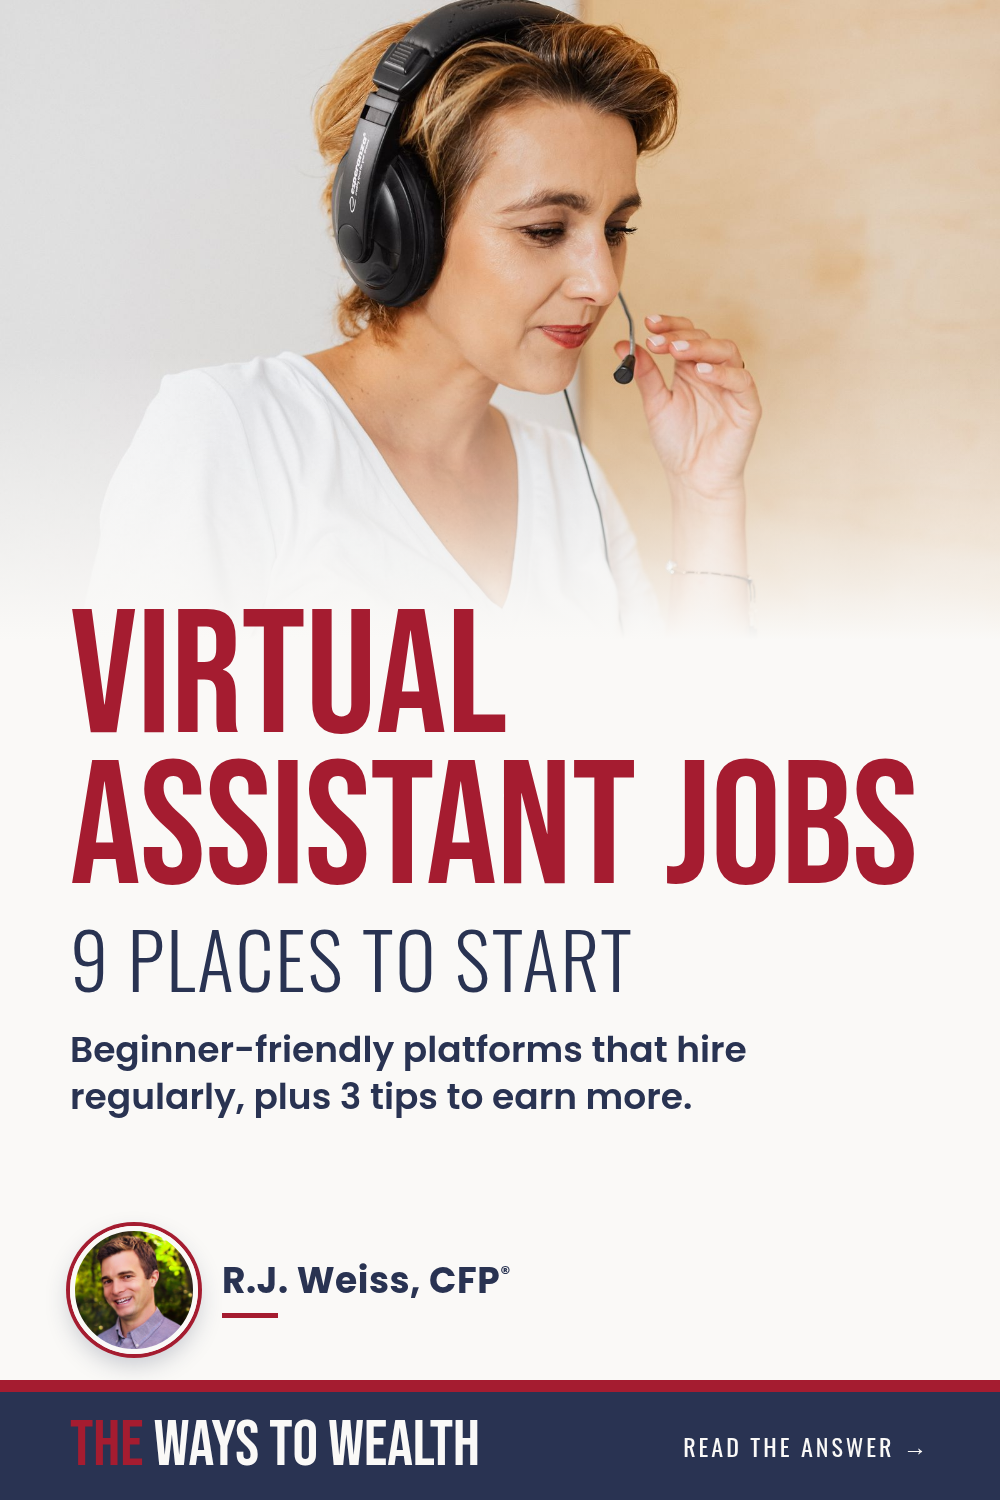 esperanza
VIRTUAL
ASSISTANT JOBS
9 PLACES TO START
Beginner-friendly platforms that hire
regularly, plus 3 tips to earn more.
R.J. Weiss, CFP®
THE WAYS TO WEALTH
READ THE ANSWER →